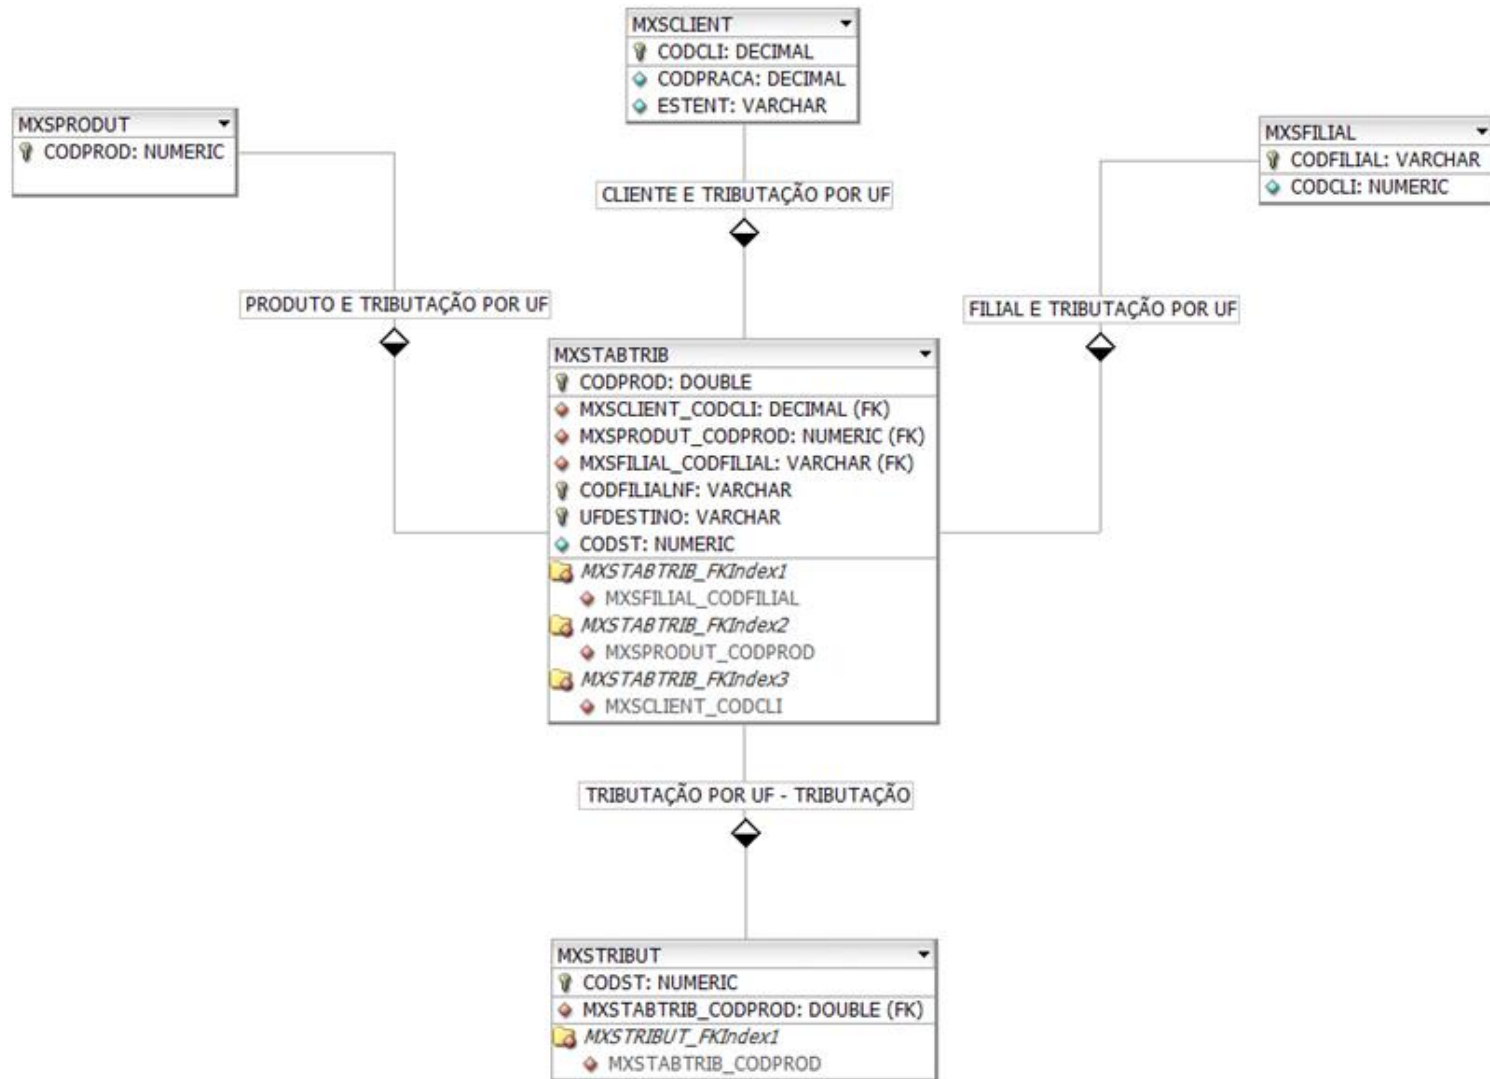 MXSCLIENT
CODCLI: DECIMAL
CODPRACA: DECIMAL
ESTENT: VARCHAR
MXSPRODUT
CODPROD: NUMERIC
MXSFILIAL
CODFILIAL: VARCHAR
CODCLI: NUMERIC
CLIENTE E TRIBUTAÇÃO POR UF
PRODUTO E TRIBUTAÇÃO POR UF
FILIAL E TRIBUTAÇÃO POR UF
MXSTABTRIB
CODPROD: DOUBLE
MXSCLIENT_CODCLI: DECIMAL (FK)
MXSPRODUT_CODPROD: NUMERIC (FK)
MXSFILIAL_CODFILIAL: VARCHAR (FK)
CODFILIALNF: VARCHAR
UFDESTINO: VARCHAR
CODST: NUMERIC
MXSTABTRIB_FKIndex1
MXSFILIAL_CODFILIAL
MXSTABTRIB_FKIndex2
MXSPRODUT_CODPROD
MXSTABTRIB_FKIndex3
MXSCLIENT_CODCLI
TRIBUTAÇÃO POR UF - TRIBUTAÇÃO
MXSTRIBUT
CODST: NUMERIC
MXSTABTRIB_CODPROD: DOUBLE (FK)
MXSTRIBUT_FKIndex1
MXSTABTRIB_CODPROD